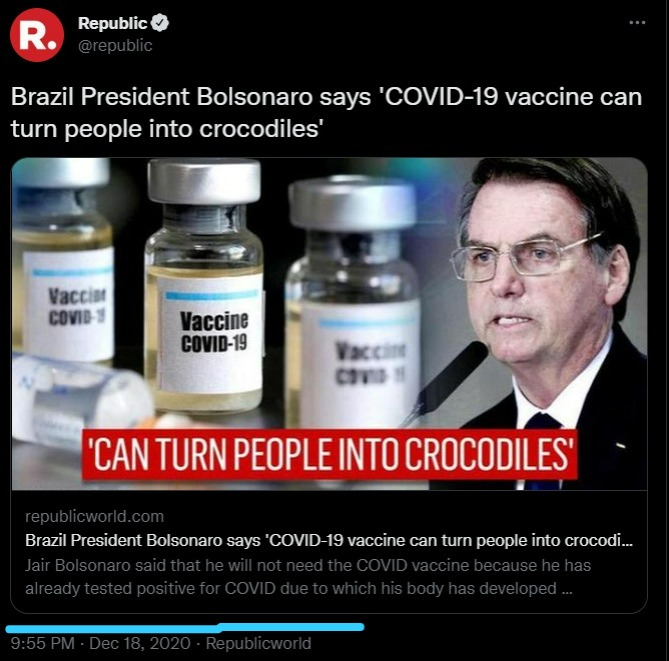 R.
Republic
@republic
Brazil President Bolsonaro says 'COVID-19 vaccine can
turn people into crocodiles'
Vaccine
COVID-19
Vaccine
COVID-19
Vaccine
COVID-19
'CAN TURN PEOPLE INTO CROCODILES'
republicworld.com
Brazil President Bolsonaro says 'COVID-19 vaccine can turn people into crocodi...
Jair Bolsonaro said that he will not need the COVID vaccine because he has
already tested positive for COVID due to which his body has developed ...
9:55 PM · Dec 18, 2020 · Republicworld